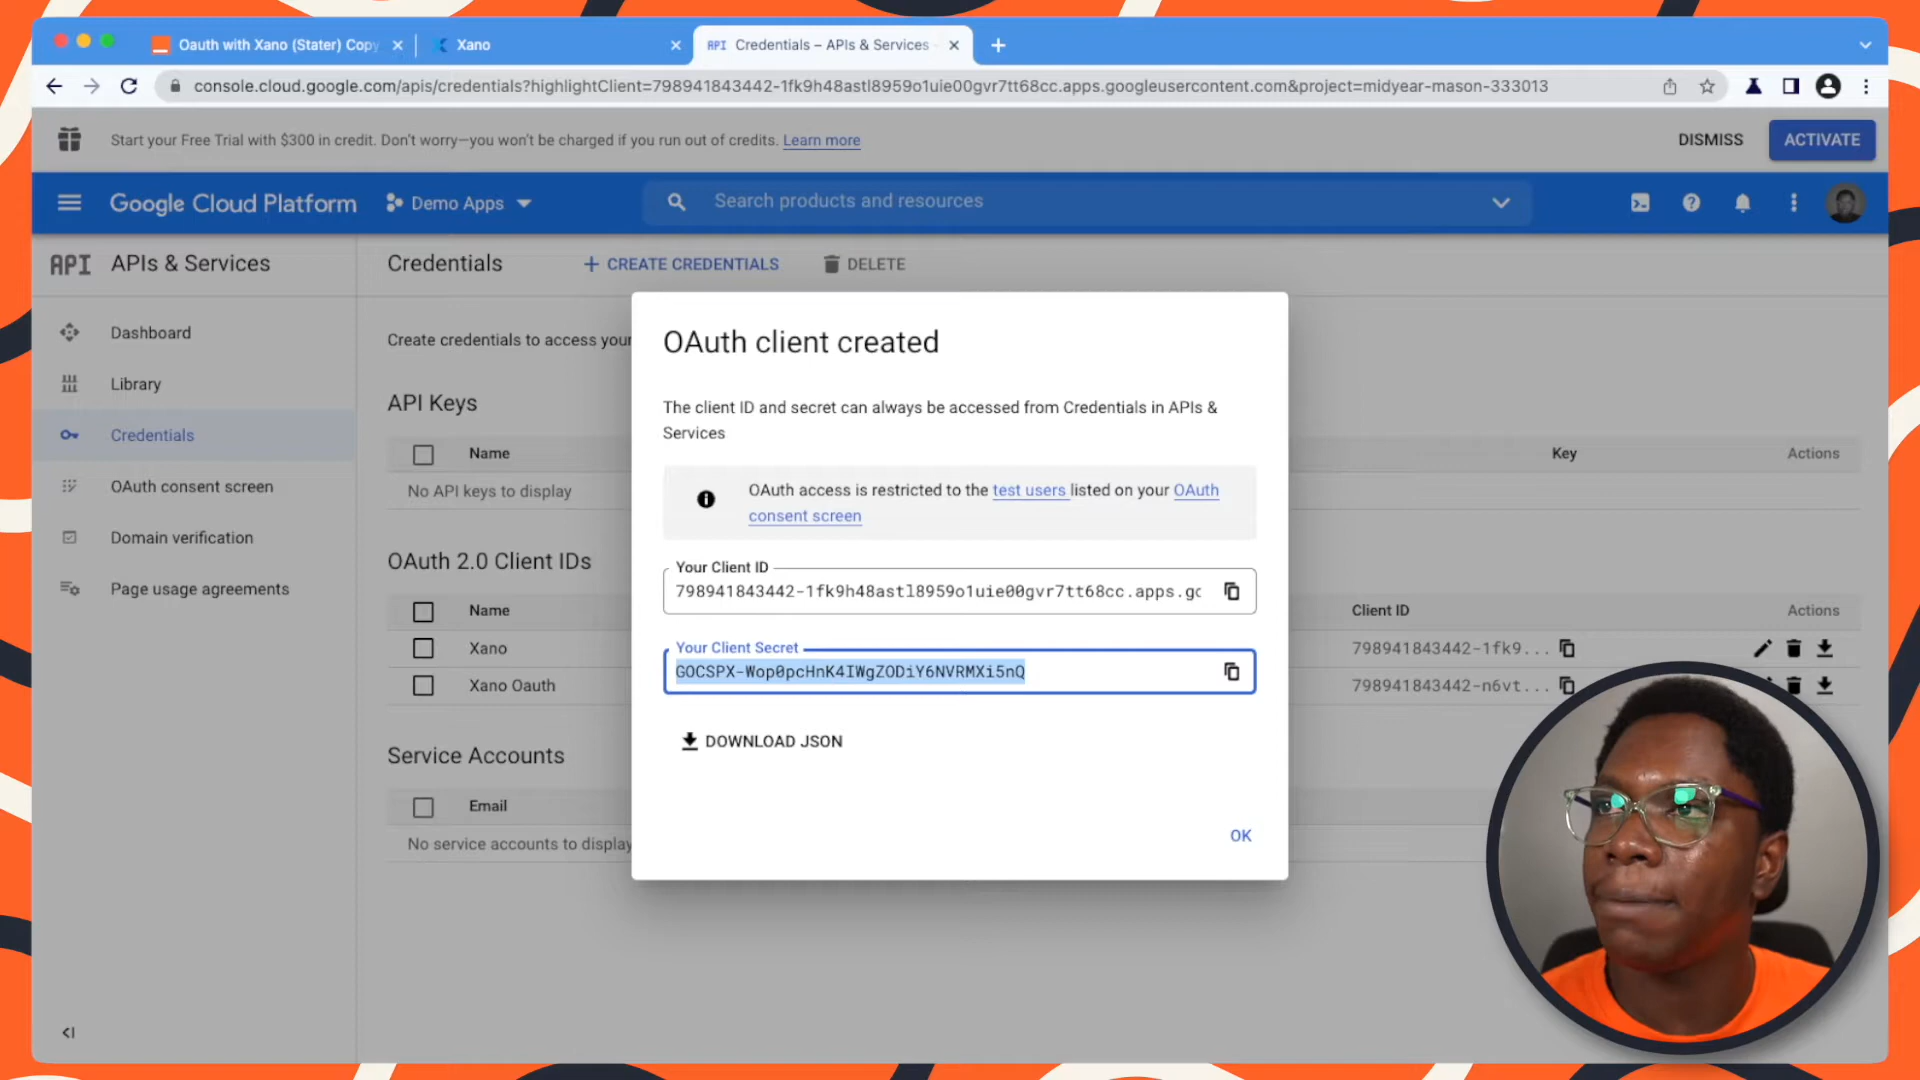 Oauth with Xano (Stater) Copy
Xano
API Credentials – APIs & Services
console.cloud.google.com/apis/credentials?highlightClient=798941843442-1fk9h48astl8959o1uie00gvr7tt68cc.apps.googleusercontent.com&project=midyear-mason-333013
Start your Free Trial with $300 in credit. Don't worry—you won't be charged if you run out of credits. Learn more
DISMISS
ACTIVATE
Google Cloud Platform
Demo Apps
Search products and resources
API APIs & Services
Credentials
+ CREATE CREDENTIALS
DELETE
Dashboard
Library
Credentials
OAuth consent screen
Domain verification
Page usage agreements
Create credentials to access your
API Keys
Name
Key
Actions
No API keys to display
OAuth 2.0 Client IDs
Name
Client ID
Actions
Xano
798941843442-1fk9...
Xano Oauth
798941843442-n6vt...
Service Accounts
Email
No service accounts to display
OAuth client created
The client ID and secret can always be accessed from Credentials in APIs &
Services
OAuth access is restricted to the test users listed on your OAuth
consent screen
Your Client ID
798941843442-1fk9h48astl8959o1uie00gvr7tt68cc.apps.gc
Your Client Secret
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
DOWNLOAD JSON
OK